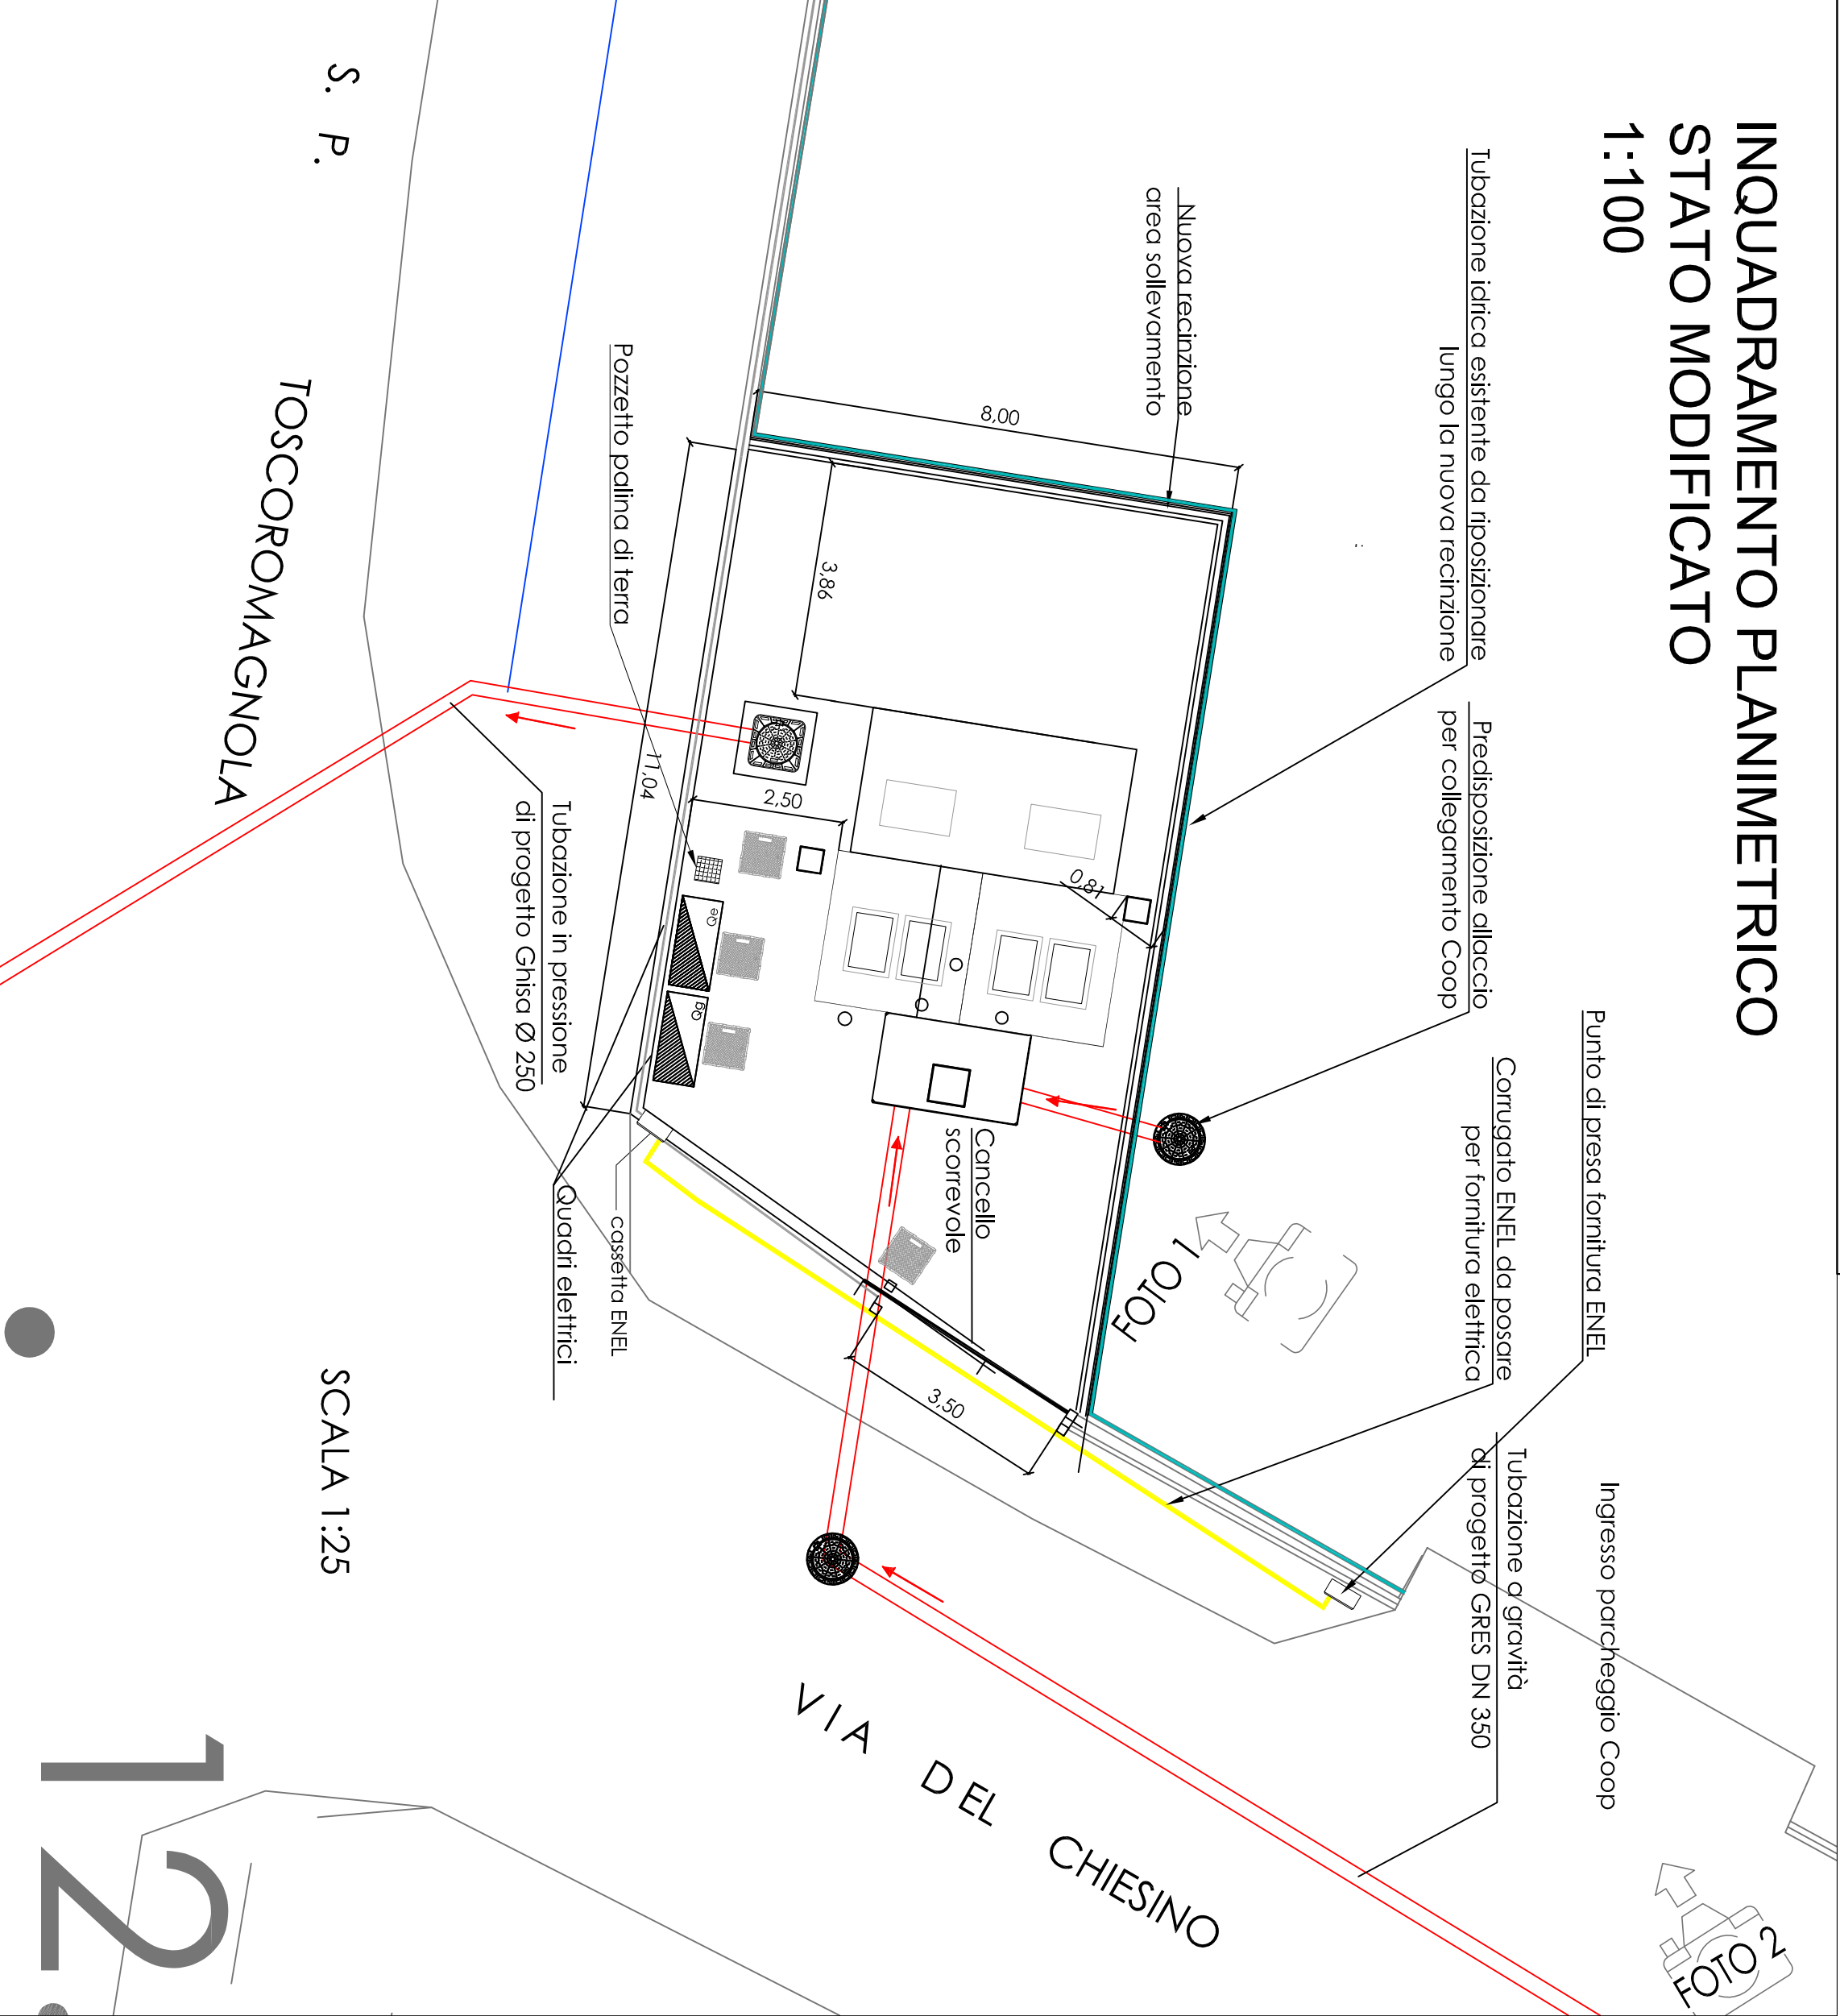 INQUADRAMENTO PLANIMETRICO
STATO MODIFICATO
1:100
Tubazione idrica esistente da riposizionare
lungo la nuova recinzione
Nuova recinzione
area sollevamento
Predisposizione allaccio
per collegamento Coop
Punto di presa fornitura ENEL
Corrugato ENEL da posare
per fornitura elettrica
Ingresso parcheggio Coop
Tubazione a gravità
di progetto GRES DN 350
FOTO 1
FOTO 2
8,00
3,86
0,81
2,50
11,04
3,50
Cancello
scorrevole
Pozzetto palina di terra
Qe
Qg
cassetta ENEL
Quadri elettrici
Tubazione in pressione
di progetto Ghisa Ø 250
S. P.
TOSCOROMAGNOLA
VIA DEL CHIESINO
SCALA 1:25
12